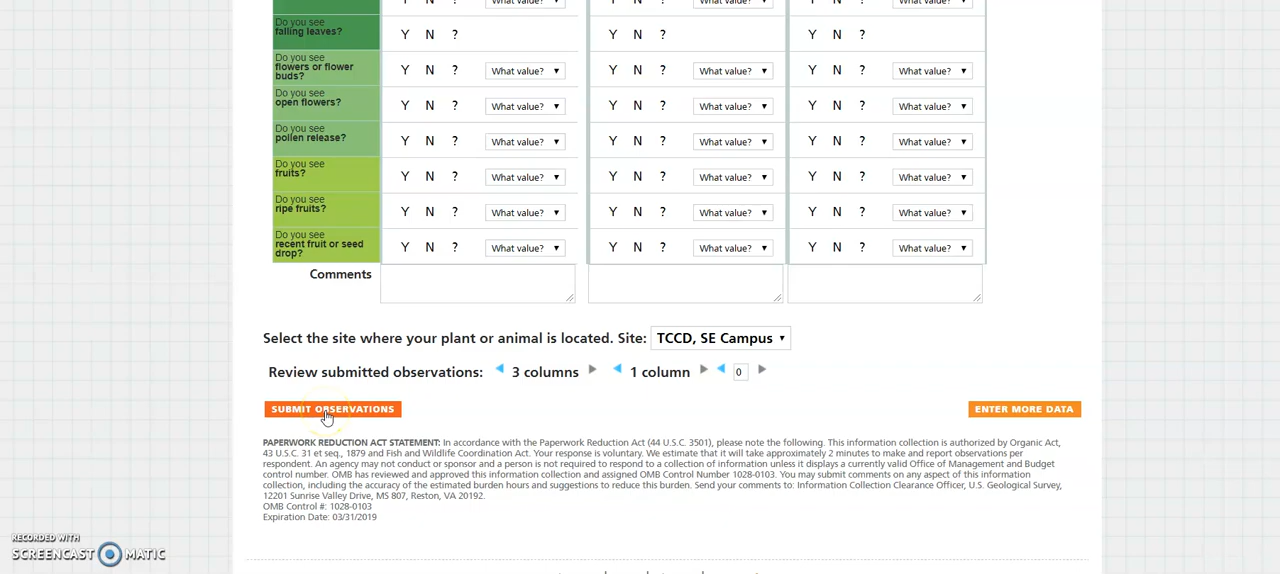 Y N ? What value? Y N ? What value? Y N ? What value?
Do you see
falling leaves? Y N ? Y N ? Y N ?
Do you see
flowers or flower
buds? Y N ? What value? Y N ? What value? Y N ? What value?
Do you see
open flowers? Y N ? What value? Y N ? What value? Y N ? What value?
Do you see
pollen release? Y N ? What value? Y N ? What value? Y N ? What value?
Do you see
fruits? Y N ? What value? Y N ? What value? Y N ? What value?
Do you see
ripe fruits? Y N ? What value? Y N ? What value? Y N ? What value?
Do you see
recent fruit or seed
drop? Y N ? What value? Y N ? What value? Y N ? What value?
Comments
Select the site where your plant or animal is located. Site: TCCD, SE Campus
Review submitted observations: 3 columns 1 column 0
SUBMIT OBSERVATIONS ENTER MORE DATA
PAPERWORK REDUCTION ACT STATEMENT: In accordance with the Paperwork Reduction Act (44 U.S.C. 3501), please note the following. This information collection is authorized by Organic Act,
43 U.S.C. 31 et seq., 1879 and Fish and Wildlife Coordination Act. Your response is voluntary. We estimate that it will take approximately 2 minutes to make and report observations per
respondent. An agency may not conduct or sponsor and a person is not required to respond to a collection of information unless it displays a currently valid Office of Management and Budget
control number. OMB has reviewed and approved this information collection and assigned OMB Control Number 1028-0103. You may submit comments on any aspect of this information
collection, including the accuracy of the estimated burden hours and suggestions to reduce this burden. Send your comments to: Information Collection Clearance Officer, U.S. Geological Survey,
12201 Sunrise Valley Drive, MS 807, Reston, VA 20192.
OMB Control #: 1028-0103
Expiration Date: 03/31/2019
RECORDED WITH
SCREENCAST MATIC